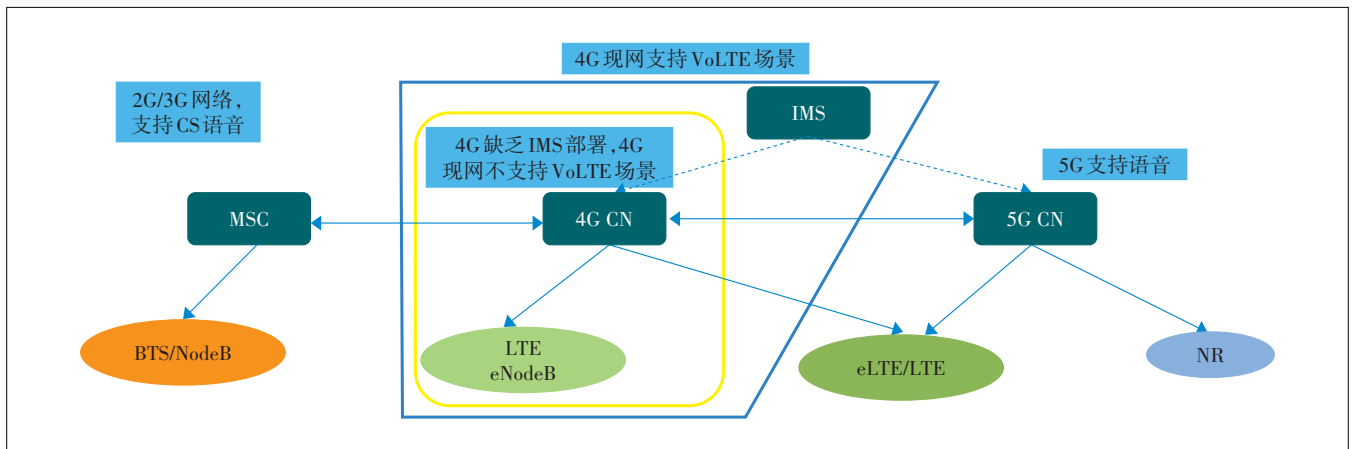 4G现网支持VoLTE场景
2G/3G网络，
支持CS语音
IMS
4G缺乏IMS部署，4G
现网不支持VoLTE场景
5G支持语音
MSC
4G CN
5G CN
BTS/NodeB
LTE
eNodeB
eLTE/LTE
NR